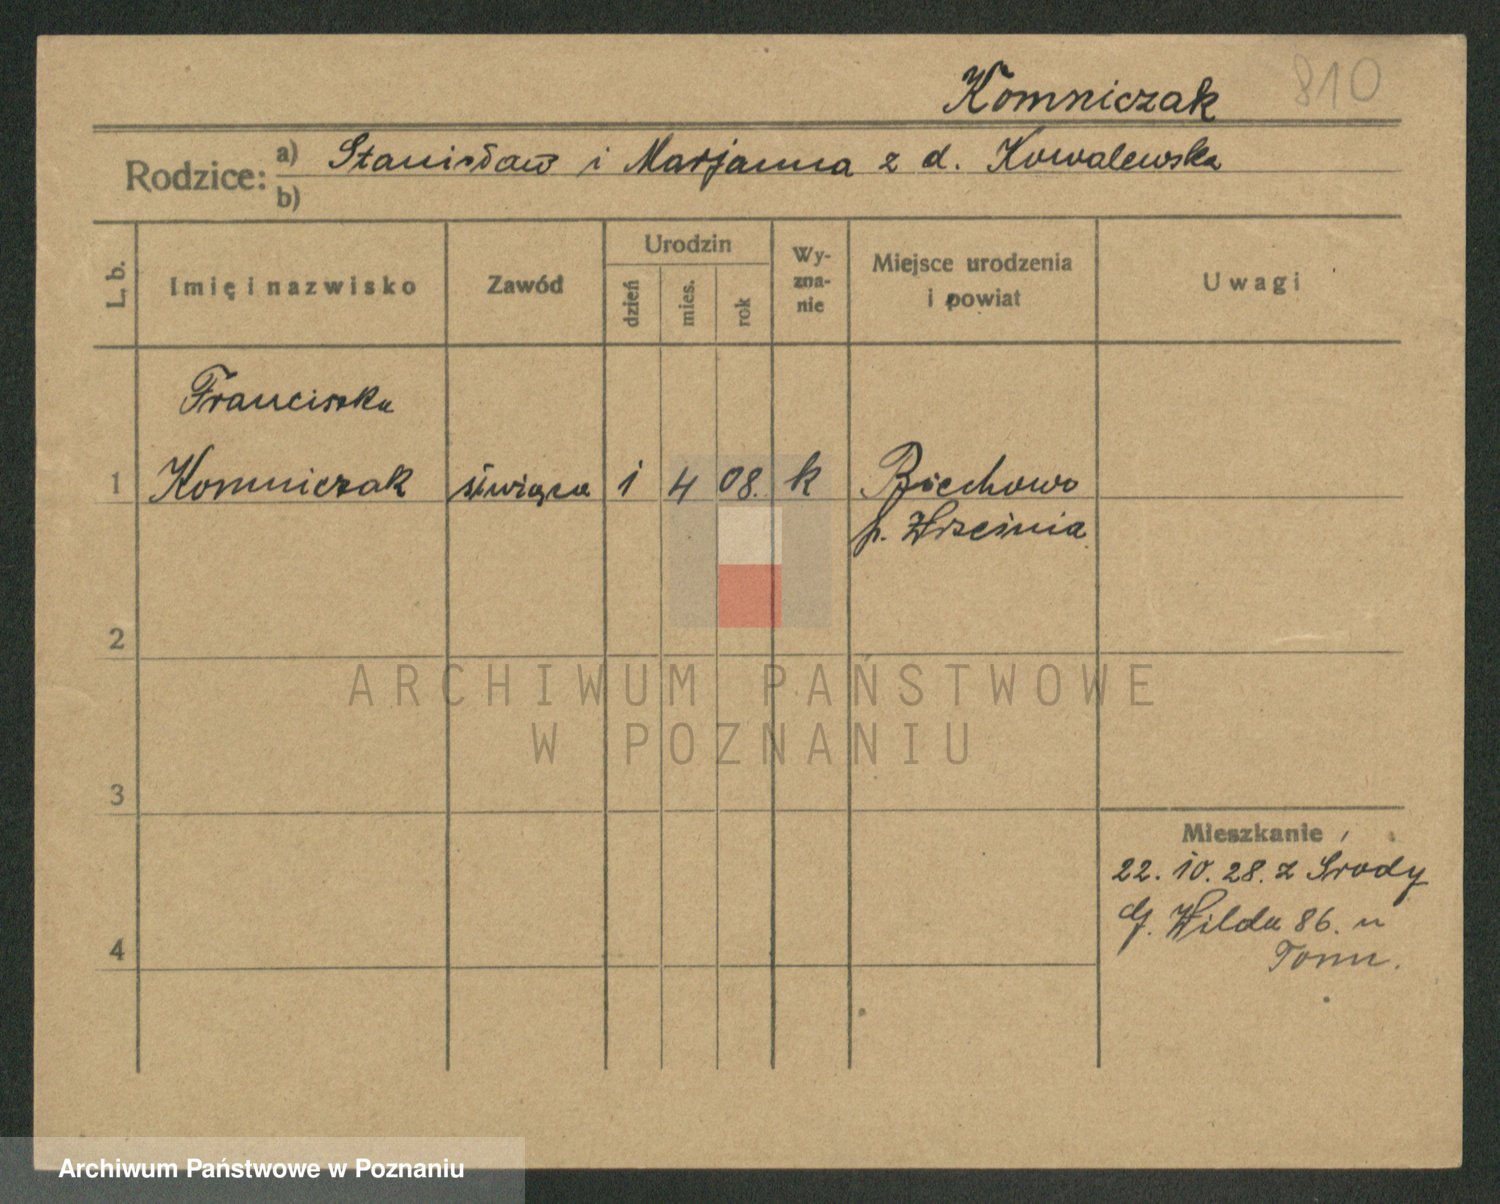 Komniczak 810
Rodzice: a) Stanisław i Marjanna z d. Kowalewska
b)
L. b.
Imię i nazwisko
Zawód
Urodzin
dzień
mies.
rok
Wy-
zna-
nie
Miejsce urodzenia
i powiat
Uwagi
Franciszka
1 Komniczak 1 4 08. k Biechowo
p. Września
2
ARCHIWUM PAŃSTWOWE
W POZNANIU
3
Mieszkanie
22. 10. 28. z Środy
4 Wilda 86. u
Archiwum Państwowe w Poznaniu